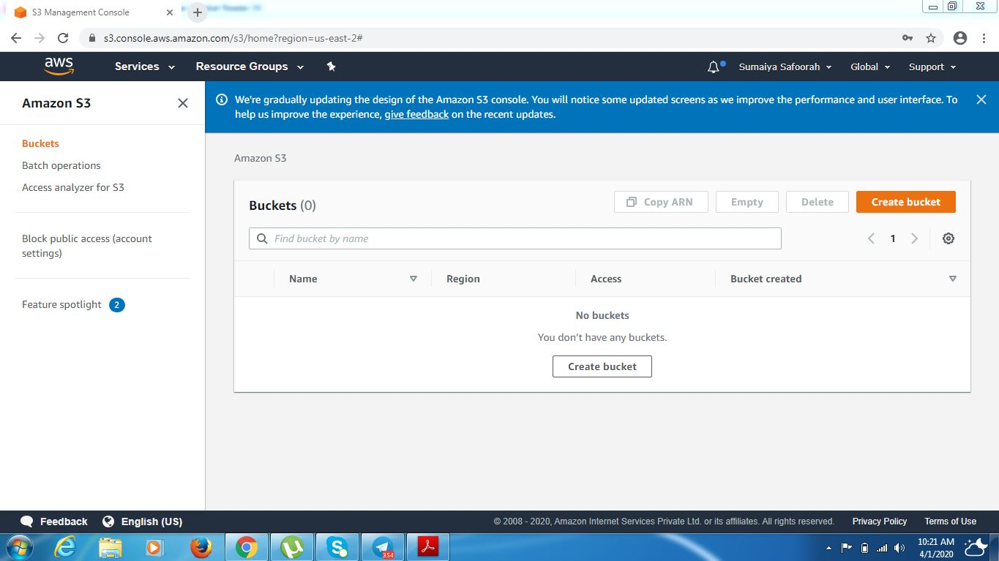 S3 Management Console
s3.console.aws.amazon.com/s3/home?region=us-east-2#
aws
Services
Resource Groups
Sumaiya Safoorah
Global
Support
Amazon S3
We're gradually updating the design of the Amazon S3 console. You will notice some updated screens as we improve the performance and user interface. To
help us improve the experience, give feedback on the recent updates.
Buckets
Batch operations
Access analyzer for S3
Block public access (account
settings)
Feature spotlight 2
Amazon S3
Buckets (0)
Copy ARN
Empty
Delete
Create bucket
Find bucket by name
1
Name
Region
Access
Bucket created
No buckets
You don't have any buckets.
Create bucket
Feedback
English (US)
© 2008 - 2020, Amazon Internet Services Private Ltd. or its affiliates. All rights reserved.
Privacy Policy
Terms of Use
354
10:21 AM
4/1/2020